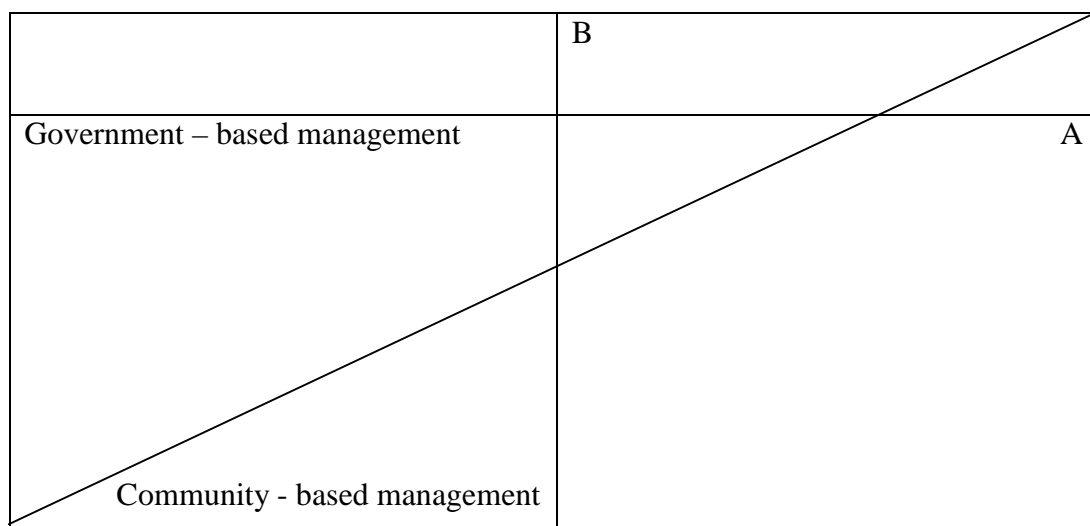 B
Government – based management
A
Community - based management